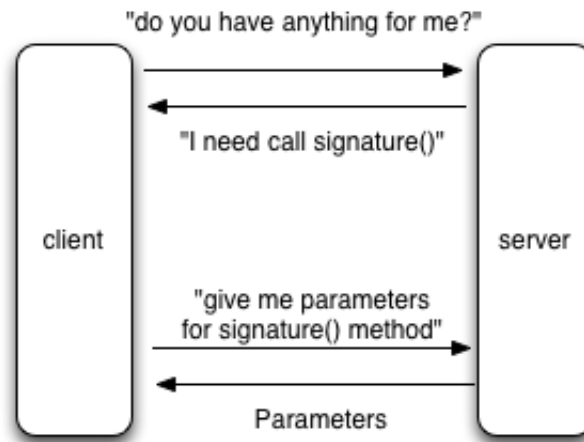 "do you have anything for me?"
"I need call signature()"
client
server
"give me parameters
for signature() method"
Parameters